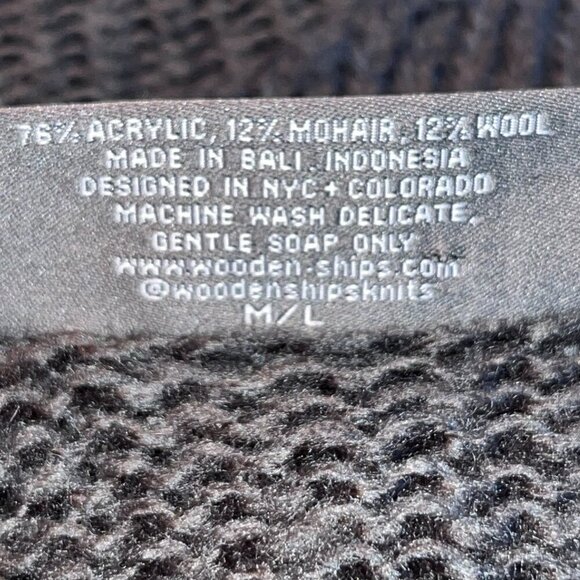 76% ACRYLIC, 12% MOHAIR, 12% WOOL
MADE IN BALI, INDONESIA
DESIGNED IN NYC + COLORADO
MACHINE WASH DELICATE,
GENTLE SOAP ONLY
www.wooden-ships.com
@woodenshipsknits
M/L